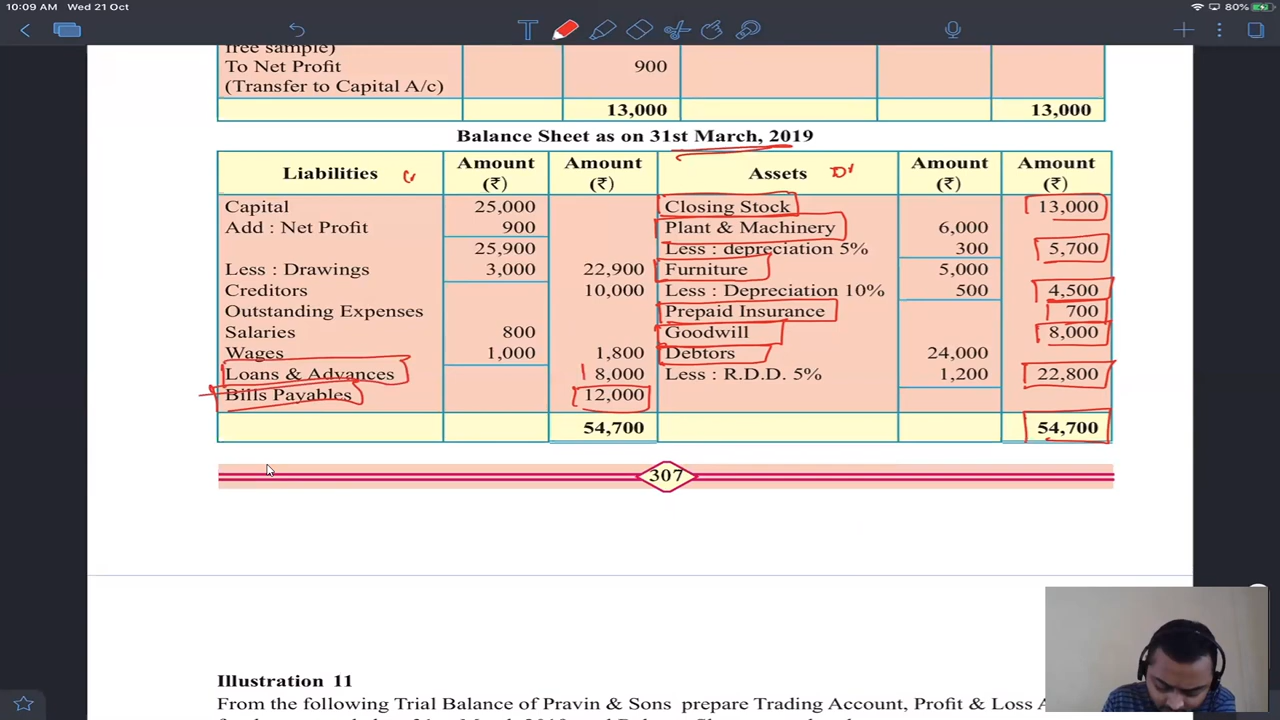 10:09 AM Wed 21 Oct
80%
free sample)
To Net Profit 900
(Transfer to Capital A/c)
13,000 13,000
Balance Sheet as on 31st March, 2019
Liabilities Amount (₹) Amount (₹) Assets Amount (₹) Amount (₹)
Cr Dr
Capital 25,000 Closing Stock 13,000
Add : Net Profit 900 Plant & Machinery 6,000
25,900 Less : depreciation 5% 300 5,700
Less : Drawings 3,000 22,900 Furniture 5,000
Creditors 10,000 Less : Depreciation 10% 500 4,500
Outstanding Expenses Prepaid Insurance 700
Salaries 800 Goodwill 8,000
Wages 1,000 1,800 Debtors 24,000
Loans & Advances 8,000 Less : R.D.D. 5% 1,200 22,800
Bills Payables 12,000
54,700 54,700
307
Illustration 11
From the following Trial Balance of Pravin & Sons prepare Trading Account, Profit & Loss A